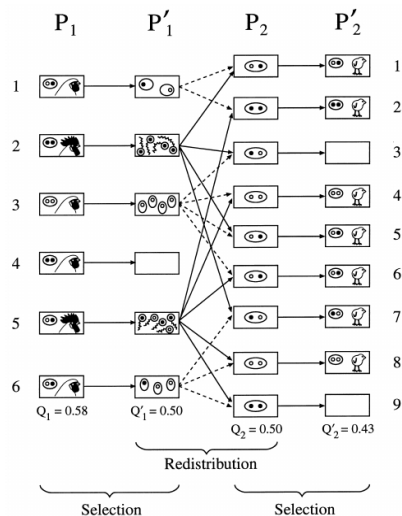 P₁ P′₁ P₂ P′₂
1 1
2 2
3 3
4 4
5 5
6 6
7
8
9
Q₁ = 0.58 Q′₁ = 0.50 Q₂ = 0.50 Q′₂ = 0.43
Redistribution
Selection Selection